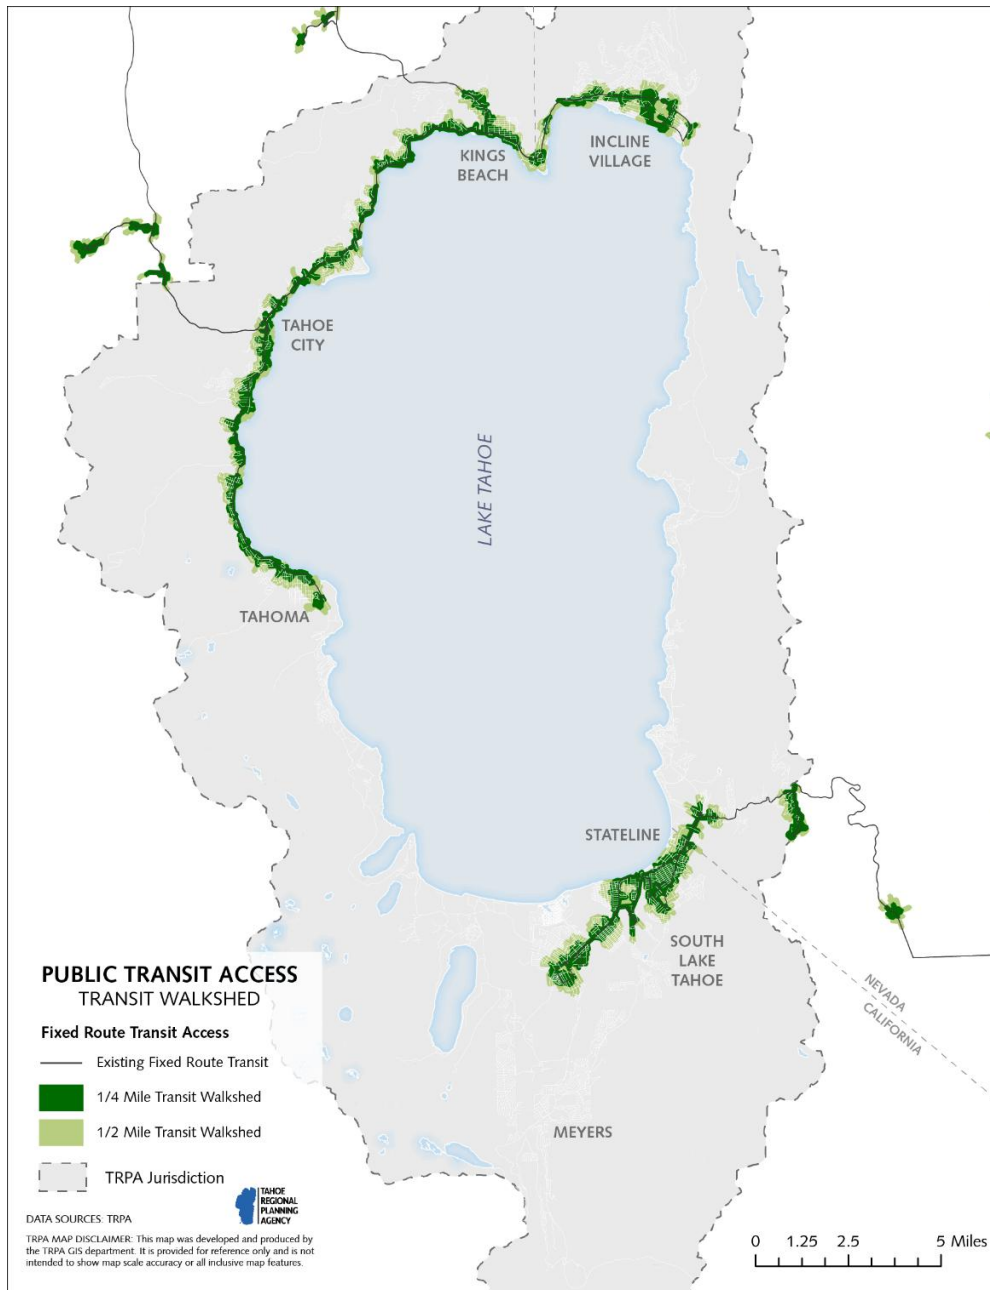 KINGS
BEACH
INCLINE
VILLAGE
TAHOE
CITY
LAKE TAHOE
TAHOMA
STATELINE
SOUTH
LAKE
TAHOE
NEVADA
CALIFORNIA
MEYERS
PUBLIC TRANSIT ACCESS
TRANSIT WALKSHED
Fixed Route Transit Access
Existing Fixed Route Transit
1/4 Mile Transit Walkshed
1/2 Mile Transit Walkshed
TRPA Jurisdiction
TAHOE
REGIONAL
PLANNING
AGENCY
DATA SOURCES: TRPA
TRPA MAP DISCLAIMER: This map was developed and produced by
the TRPA GIS department. It is provided for reference only and is not
intended to show map scale accuracy or all inclusive map features.
0 1.25 2.5 5 Miles